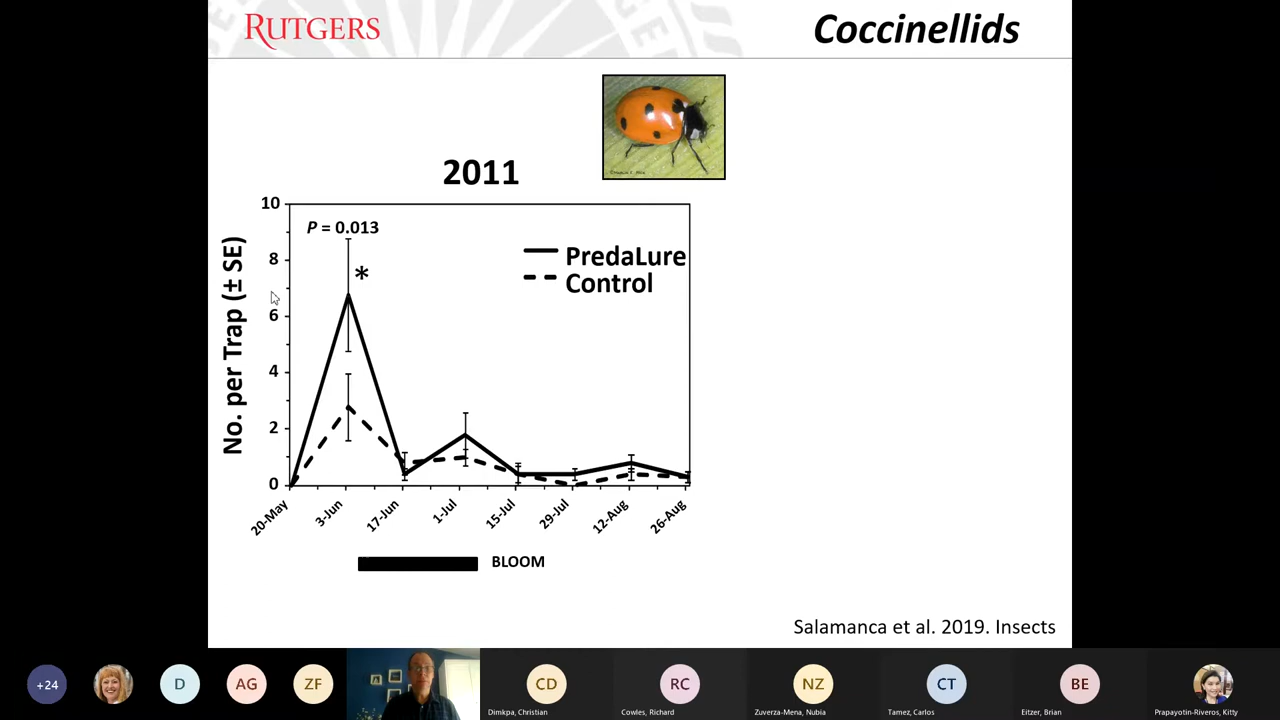 RUTGERS
Coccinellids
2011
P = 0.013
*
PredaLure
Control
No. per Trap (± SE)
10
8
6
4
2
0
20-May
3-Jun
17-Jun
1-Jul
15-Jul
29-Jul
12-Aug
26-Aug
BLOOM
Salamanca et al. 2019. Insects
+24
D
AG
ZF
CD
RC
NZ
CT
BE
Dimkpa, Christian
Cowles, Richard
Zuverza-Mena, Nubia
Tamez, Carlos
Eitzer, Brian
Prapayotin-Riveros, Kitty